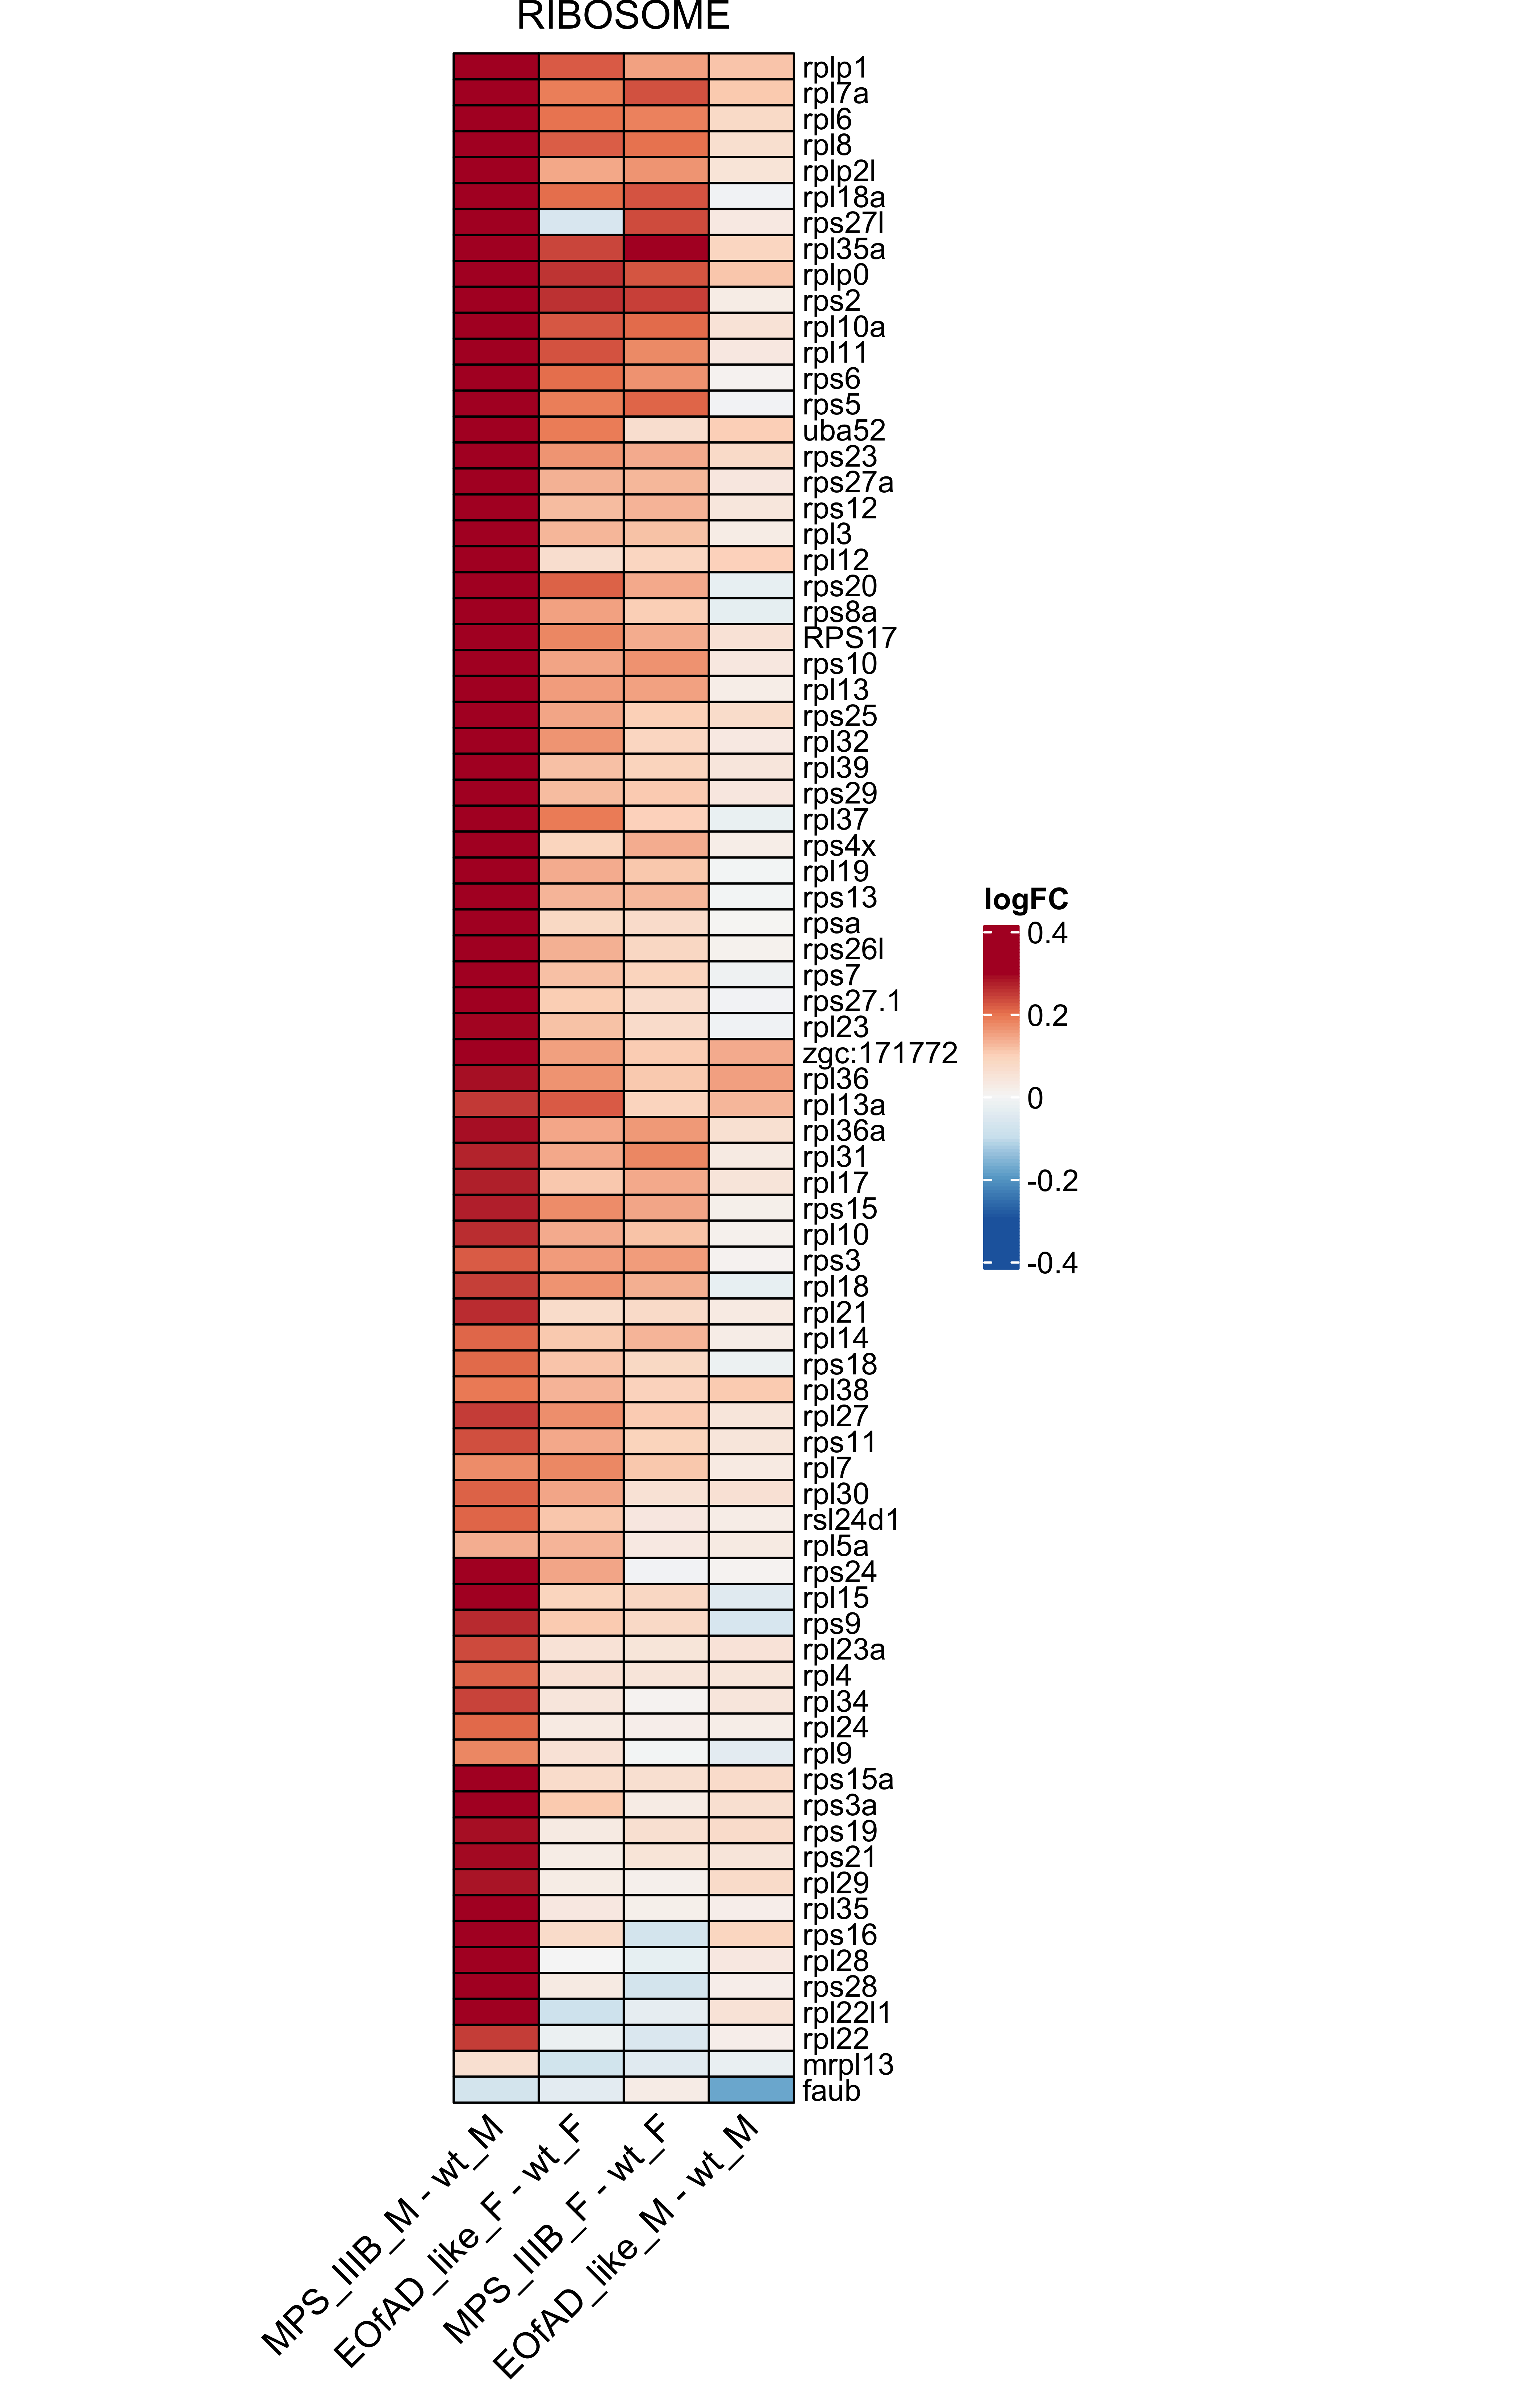 RIBOSOME
rplp1
rpl7a
rpl6
rpl8
rplp2l
rpl18a
rps27l
rpl35a
rplp0
rps2
rpl10a
rpl11
rps6
rps5
uba52
rps23
rps27a
rps12
rpl3
rpl12
rps20
rps8a
RPS17
rps10
rpl13
rps25
rpl32
rpl39
rps29
rpl37
rps4x
rpl19
rps13
rpsa
rps26l
rps7
rps27.1
rpl23
zgc:171772
rpl36
rpl13a
rpl36a
rpl31
rpl17
rps15
rpl10
rps3
rpl18
rpl21
rpl14
rps18
rpl38
rpl27
rps11
rpl7
rpl30
rsl24d1
rpl5a
rps24
rpl15
rps9
rpl23a
rpl4
rpl34
rpl24
rpl9
rps15a
rps3a
rps19
rps21
rpl29
rpl35
rps16
rpl28
rps28
rpl22l1
rpl22
mrpl13
faub
MPS_IIIB_M - wt_M
EOfAD_like_F - wt_F
MPS_IIIB_F - wt_F
EOfAD_like_M - wt_M
logFC
0.4
0.2
0
-0.2
-0.4